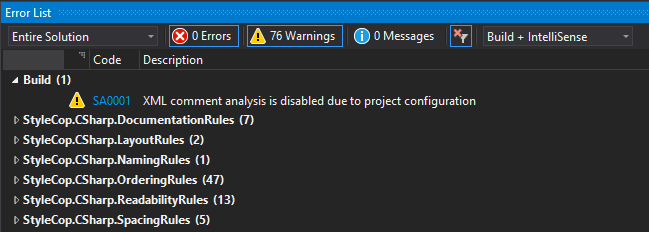 Error List
Entire Solution 0 Errors 76 Warnings 0 Messages Build + IntelliSense
Code Description
Build (1)
SA0001 XML comment analysis is disabled due to project configuration
StyleCop.CSharp.DocumentationRules (7)
StyleCop.CSharp.LayoutRules (2)
StyleCop.CSharp.NamingRules (1)
StyleCop.CSharp.OrderingRules (47)
StyleCop.CSharp.ReadabilityRules (13)
StyleCop.CSharp.SpacingRules (5)